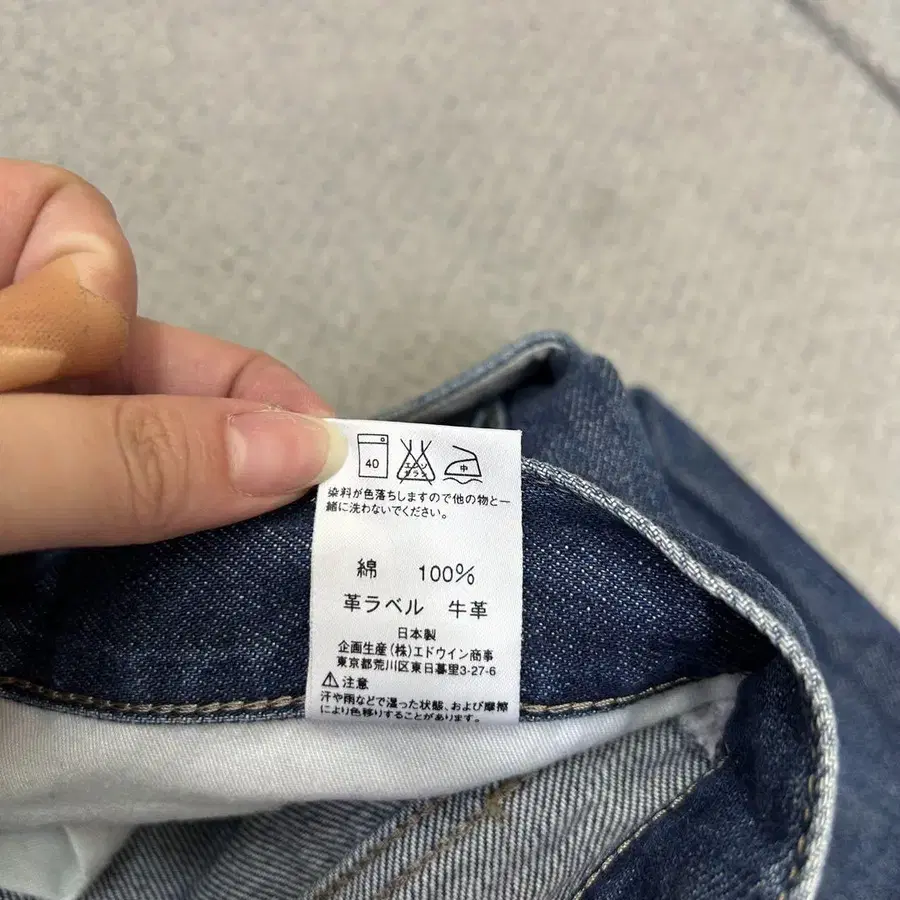 40 エンソ ギラシ 中
染料が色落ちしますので他の物と一
緒に洗わないでください。
綿 100%
革ラベル 牛革
日本製
企画生産(株)エドウイン商事
東京都荒川区東日暮里3-27-6
⚠注意
汗や雨などで湿った状態、および摩擦
により色移りすることがあります。